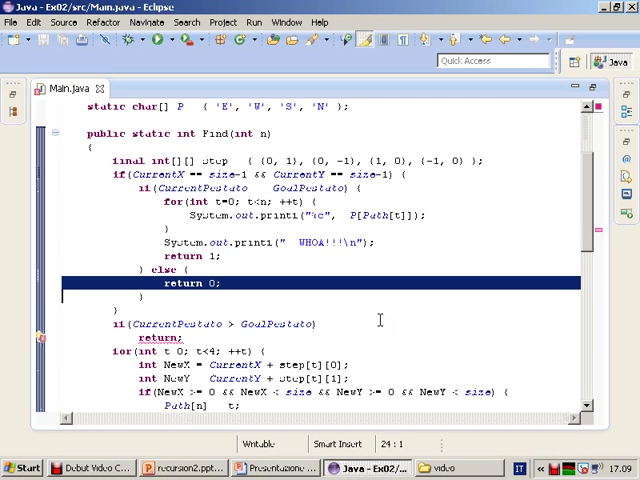 Java - Ex02/src/Main.java - Eclipse
File Edit Source Refactor Navigate Search Project Run Window Help
Quick Access
Java
Main.java
static char[] P { 'E', 'W', 'S', 'N' };
public static int Find(int n)
{
final int[][] step { {0, 1}, {0, -1}, {1, 0}, {-1, 0} };
if(CurrentX == size-1 && CurrentY == size-1) {
if(CurrentPestato GoalPestato) {
for(int t=0; t<n; ++t) {
System.out.printf("%c", P[Path[t]]);
}
System.out.printf(" WHOA!!!\n");
return 1;
} else {
return 0;
}
}
if(CurrentPestato > GoalPestato)
return;
for(int t 0; t<4; ++t) {
int NewX = CurrentX + step[t][0];
int NewY CurrentY + step[t][1];
if(NewX >= 0 && NewX < size && NewY >= 0 && NewY < size) {
Path[n] t;
Writable Smart Insert 24 : 1
Start Debut Video C... recursion2.ppt... Presentazione ... Java - Ex02/... video IT 17.09